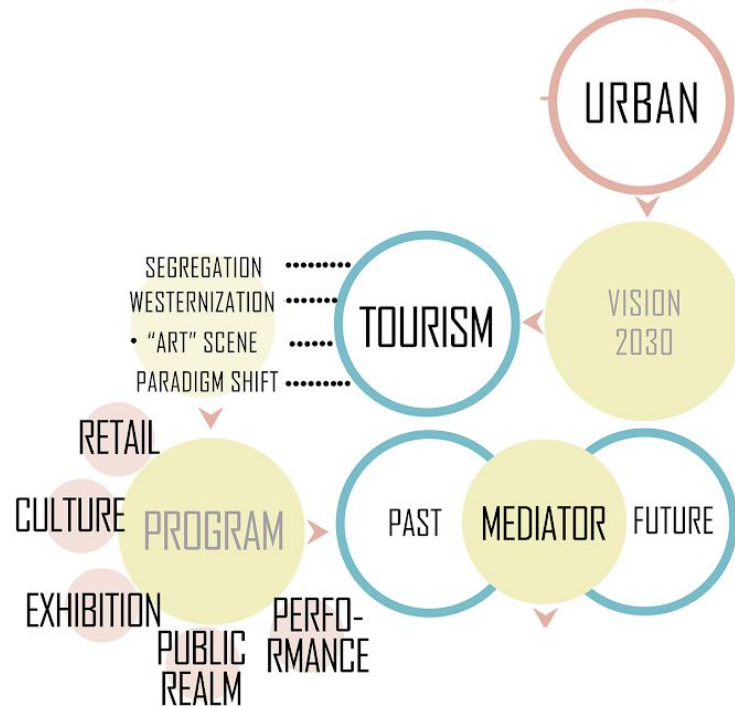 URBAN
VISION
2030
TOURISM
SEGREGATION
WESTERNIZATION
• "ART" SCENE
PARADIGM SHIFT
RETAIL
CULTURE
EXHIBITION
PUBLIC
REALM
PERFO-
RMANCE
PROGRAM
PAST
MEDIATOR
FUTURE